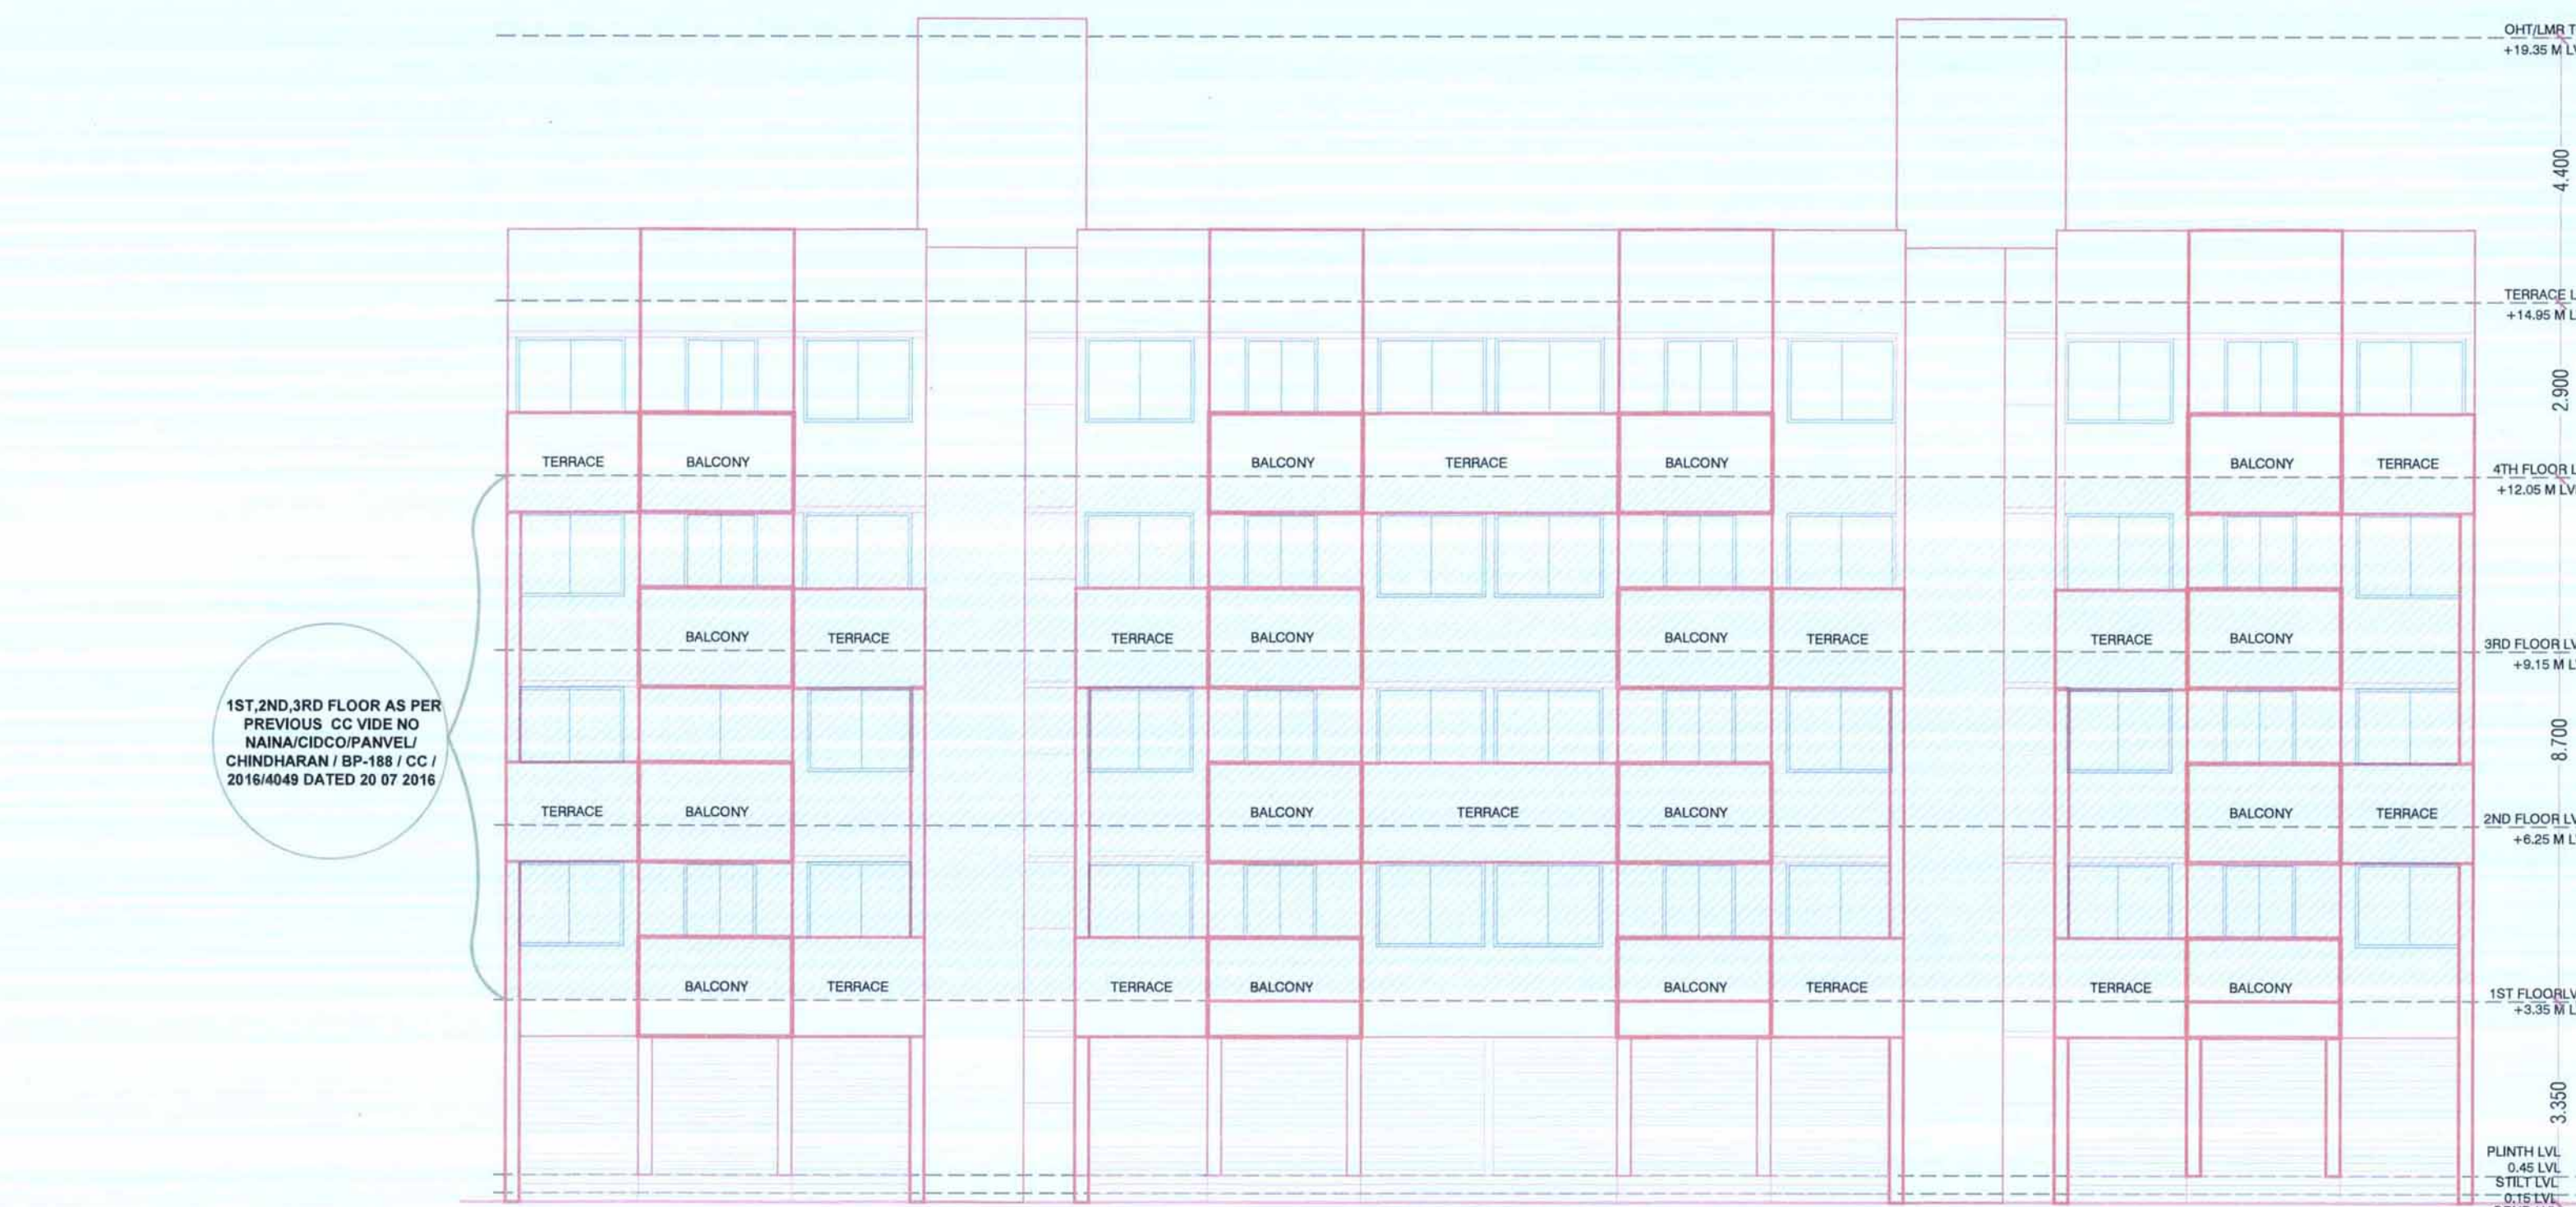 OHT/LMR T
+19.35 M LV
4.400
TERRACE L
+14.95 M L
2.900
TERRACE BALCONY BALCONY TERRACE BALCONY BALCONY TERRACE
4TH FLOOR L
+12.05 M LV
BALCONY TERRACE TERRACE BALCONY BALCONY TERRACE TERRACE BALCONY
3RD FLOOR LV
+9.15 M L
1ST,2ND,3RD FLOOR AS PER
PREVIOUS CC VIDE NO
NAINA/CIDCO/PANVEL/
CHINDHARAN / BP-188 / CC /
2016/4049 DATED 20 07 2016
8.700
TERRACE BALCONY BALCONY TERRACE BALCONY BALCONY TERRACE
2ND FLOOR LV
+6.25 M L
BALCONY TERRACE TERRACE BALCONY BALCONY TERRACE TERRACE BALCONY
1ST FLOORLV
+3.35 M L
3.350
PLINTH LVL
0.45 LVL
STILT LVL
0.15 LVL